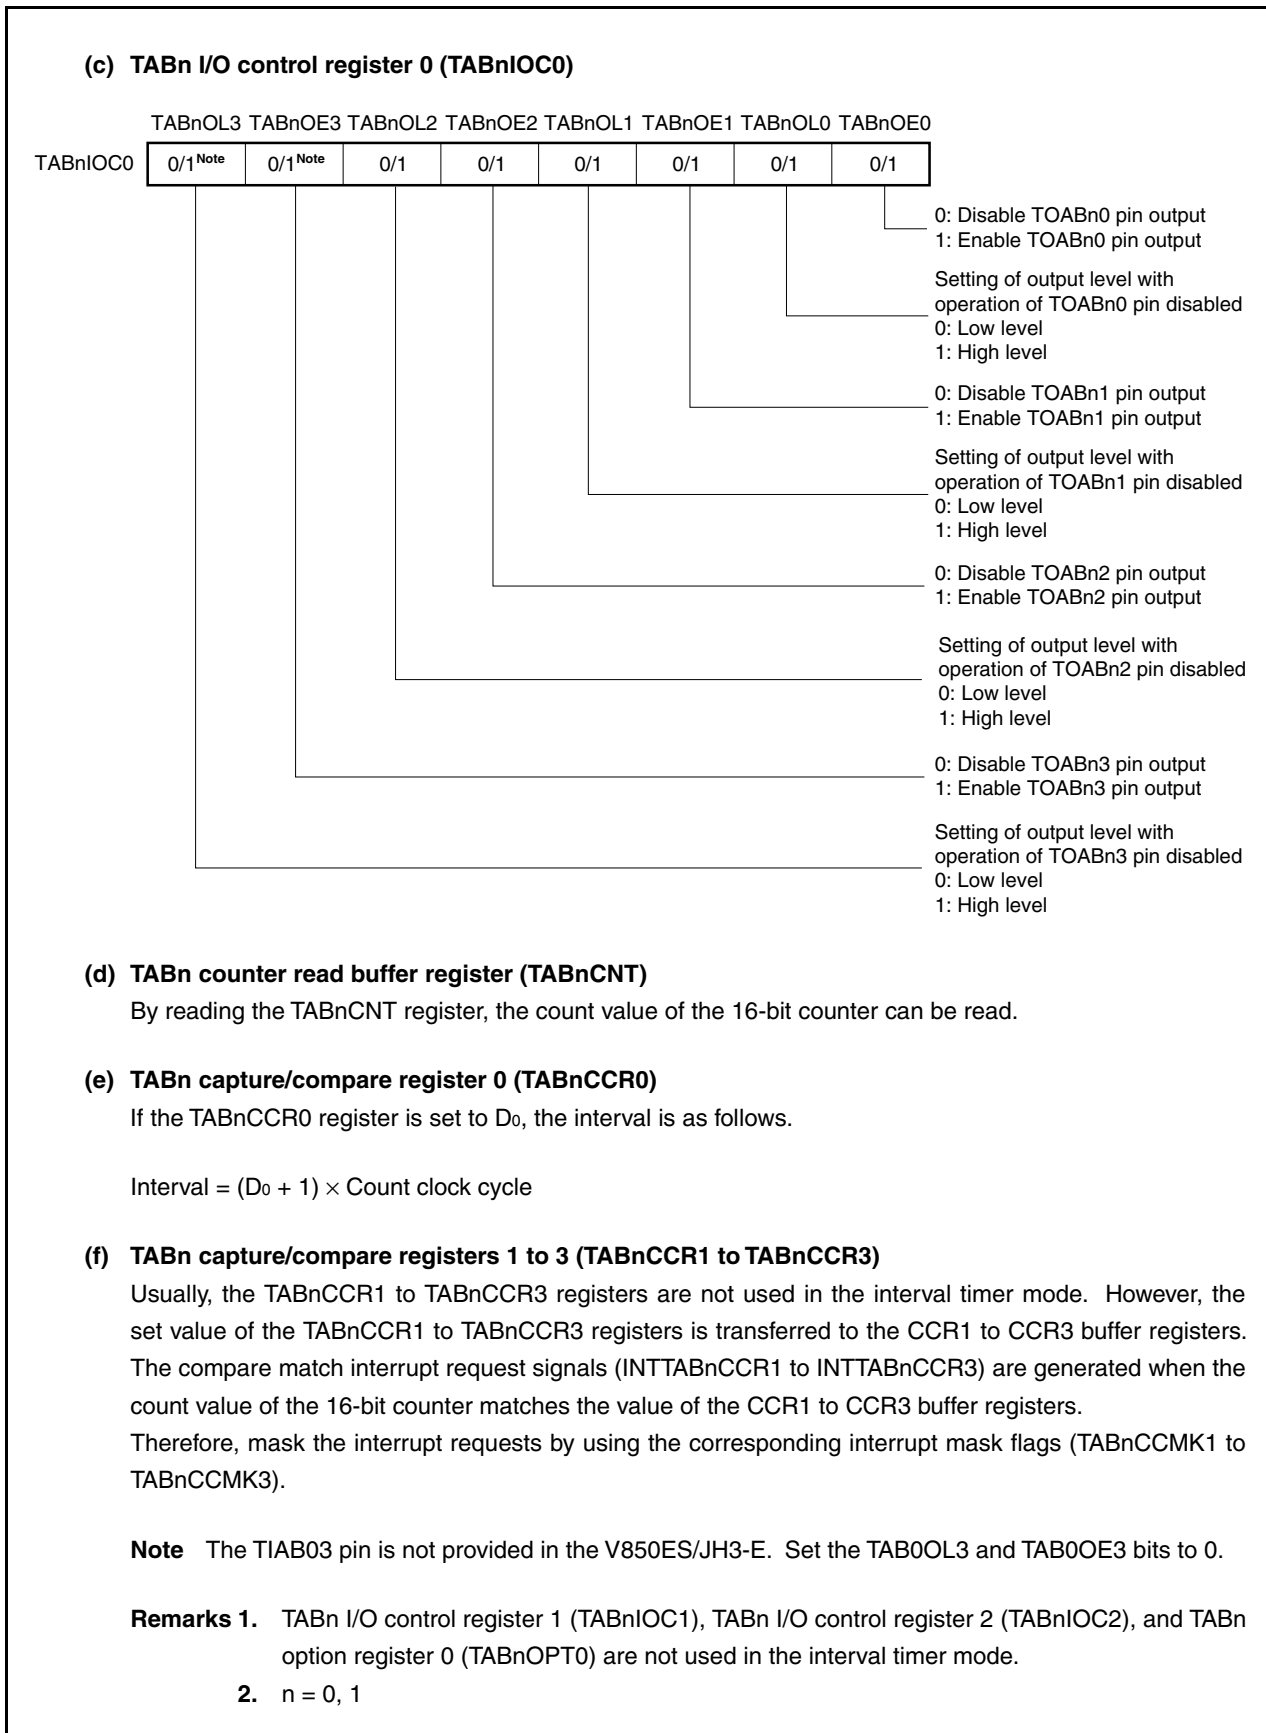 (c) TABn I/O control register 0 (TABnIOC0)
TABnOL3 TABnOE3 TABnOL2 TABnOE2 TABnOL1 TABnOE1 TABnOL0 TABnOE0
TABnIOC0 0/1Note 0/1Note 0/1 0/1 0/1 0/1 0/1 0/1
0: Disable TOABn0 pin output
1: Enable TOABn0 pin output
Setting of output level with
operation of TOABn0 pin disabled
0: Low level
1: High level
0: Disable TOABn1 pin output
1: Enable TOABn1 pin output
Setting of output level with
operation of TOABn1 pin disabled
0: Low level
1: High level
0: Disable TOABn2 pin output
1: Enable TOABn2 pin output
Setting of output level with
operation of TOABn2 pin disabled
0: Low level
1: High level
0: Disable TOABn3 pin output
1: Enable TOABn3 pin output
Setting of output level with
operation of TOABn3 pin disabled
0: Low level
1: High level
(d) TABn counter read buffer register (TABnCNT)
By reading the TABnCNT register, the count value of the 16-bit counter can be read.
(e) TABn capture/compare register 0 (TABnCCR0)
If the TABnCCR0 register is set to D0, the interval is as follows.
Interval = (D0 + 1) × Count clock cycle
(f) TABn capture/compare registers 1 to 3 (TABnCCR1 to TABnCCR3)
Usually, the TABnCCR1 to TABnCCR3 registers are not used in the interval timer mode. However, the
set value of the TABnCCR1 to TABnCCR3 registers is transferred to the CCR1 to CCR3 buffer registers.
The compare match interrupt request signals (INTTABnCCR1 to INTTABnCCR3) are generated when the
count value of the 16-bit counter matches the value of the CCR1 to CCR3 buffer registers.
Therefore, mask the interrupt requests by using the corresponding interrupt mask flags (TABnCCMK1 to
TABnCCMK3).
Note The TIAB03 pin is not provided in the V850ES/JH3-E. Set the TAB0OL3 and TAB0OE3 bits to 0.
Remarks 1. TABn I/O control register 1 (TABnIOC1), TABn I/O control register 2 (TABnIOC2), and TABn
option register 0 (TABnOPT0) are not used in the interval timer mode.
2. n = 0, 1